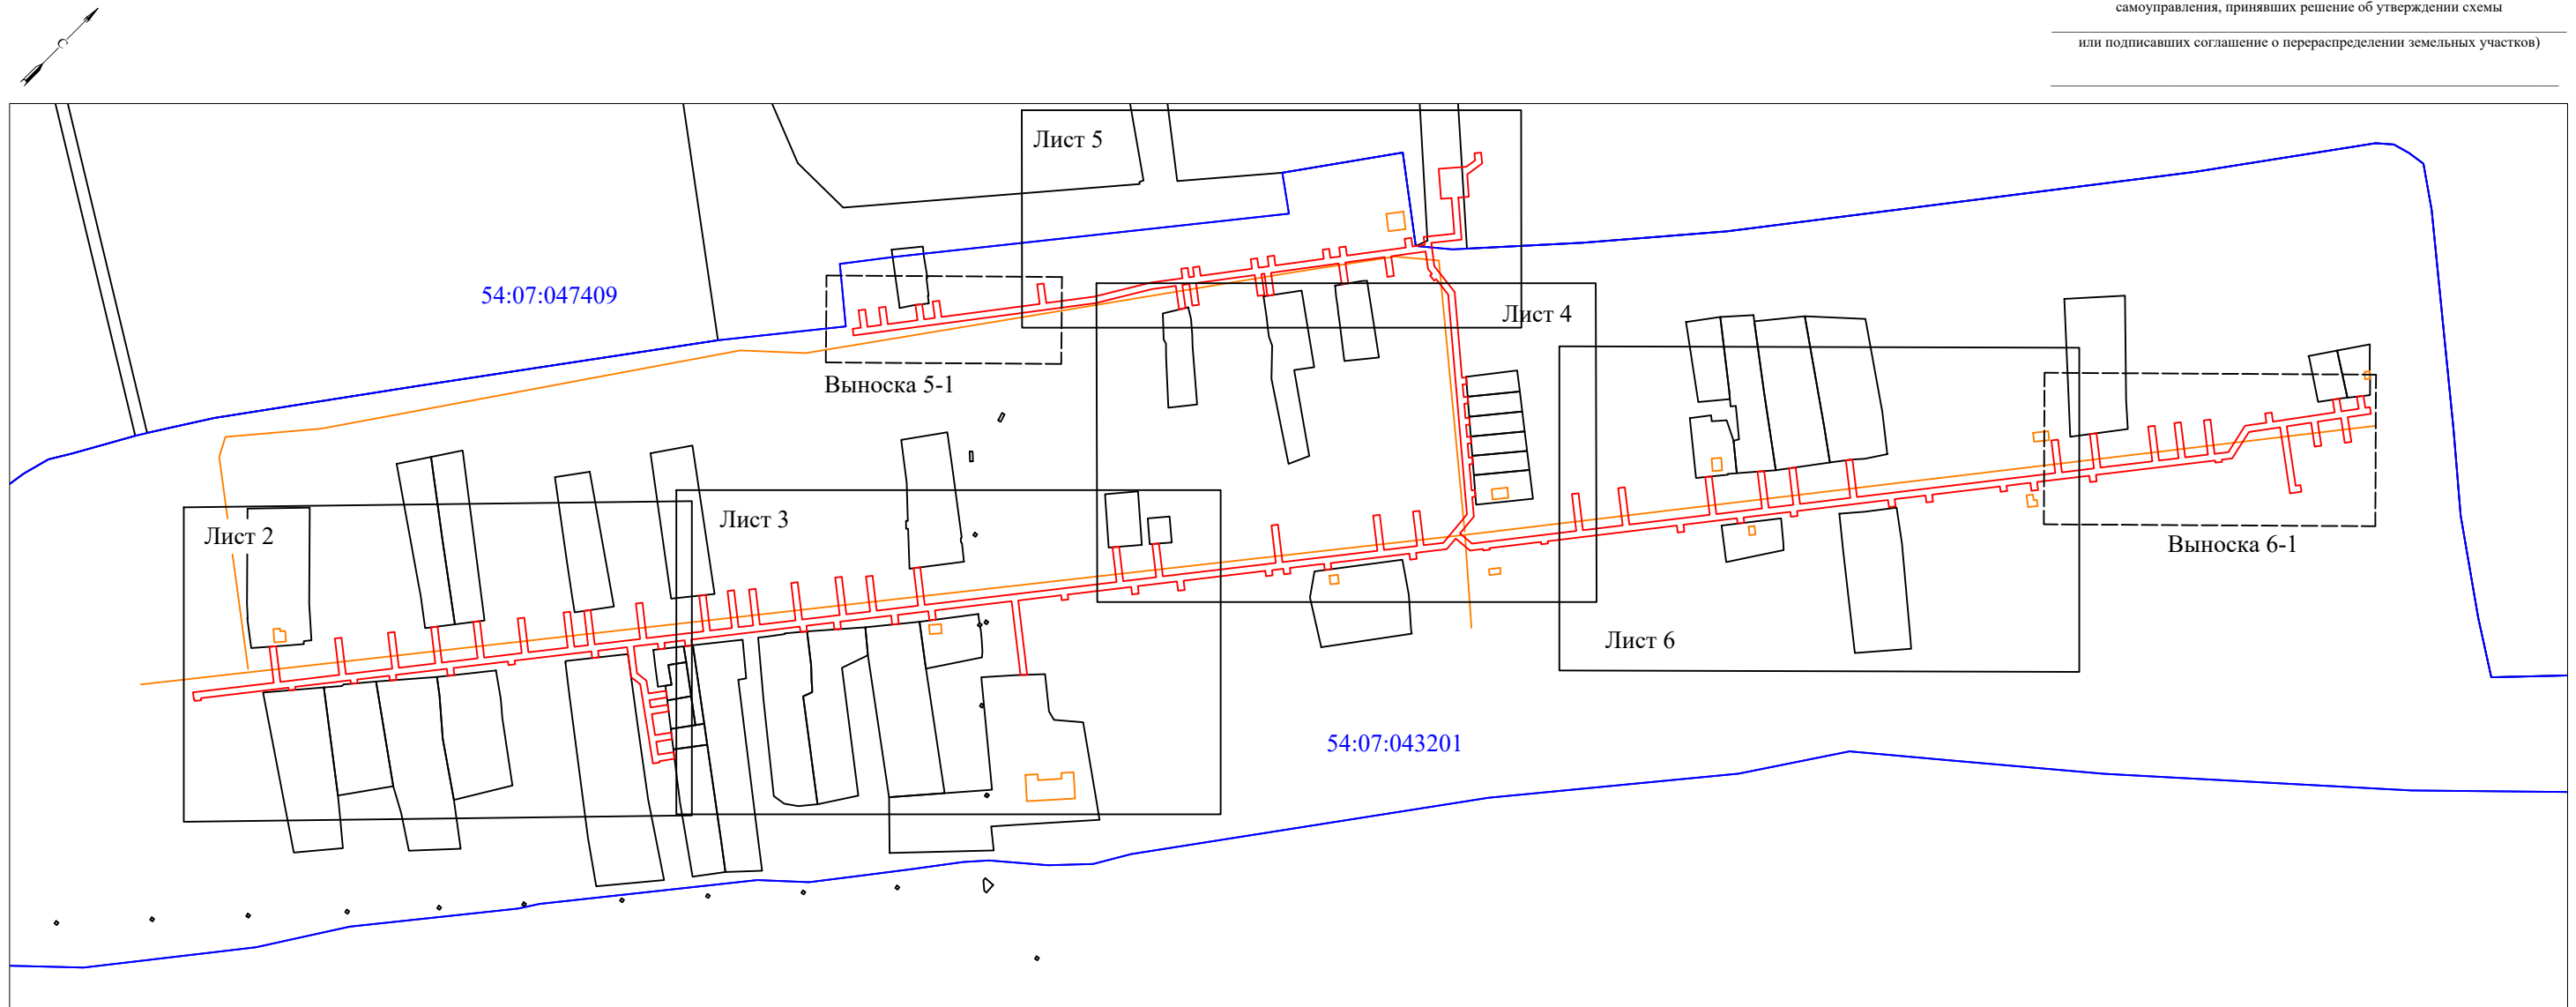 самоуправления, принявших решение об утверждении схемы
или подписавших соглашение о перераспределении земельных участков)
С
Лист 5
54:07:047409
Лист 4
Выноска 5-1
Лист 3
Лист 2
Выноска 6-1
Лист 6
54:07:043201